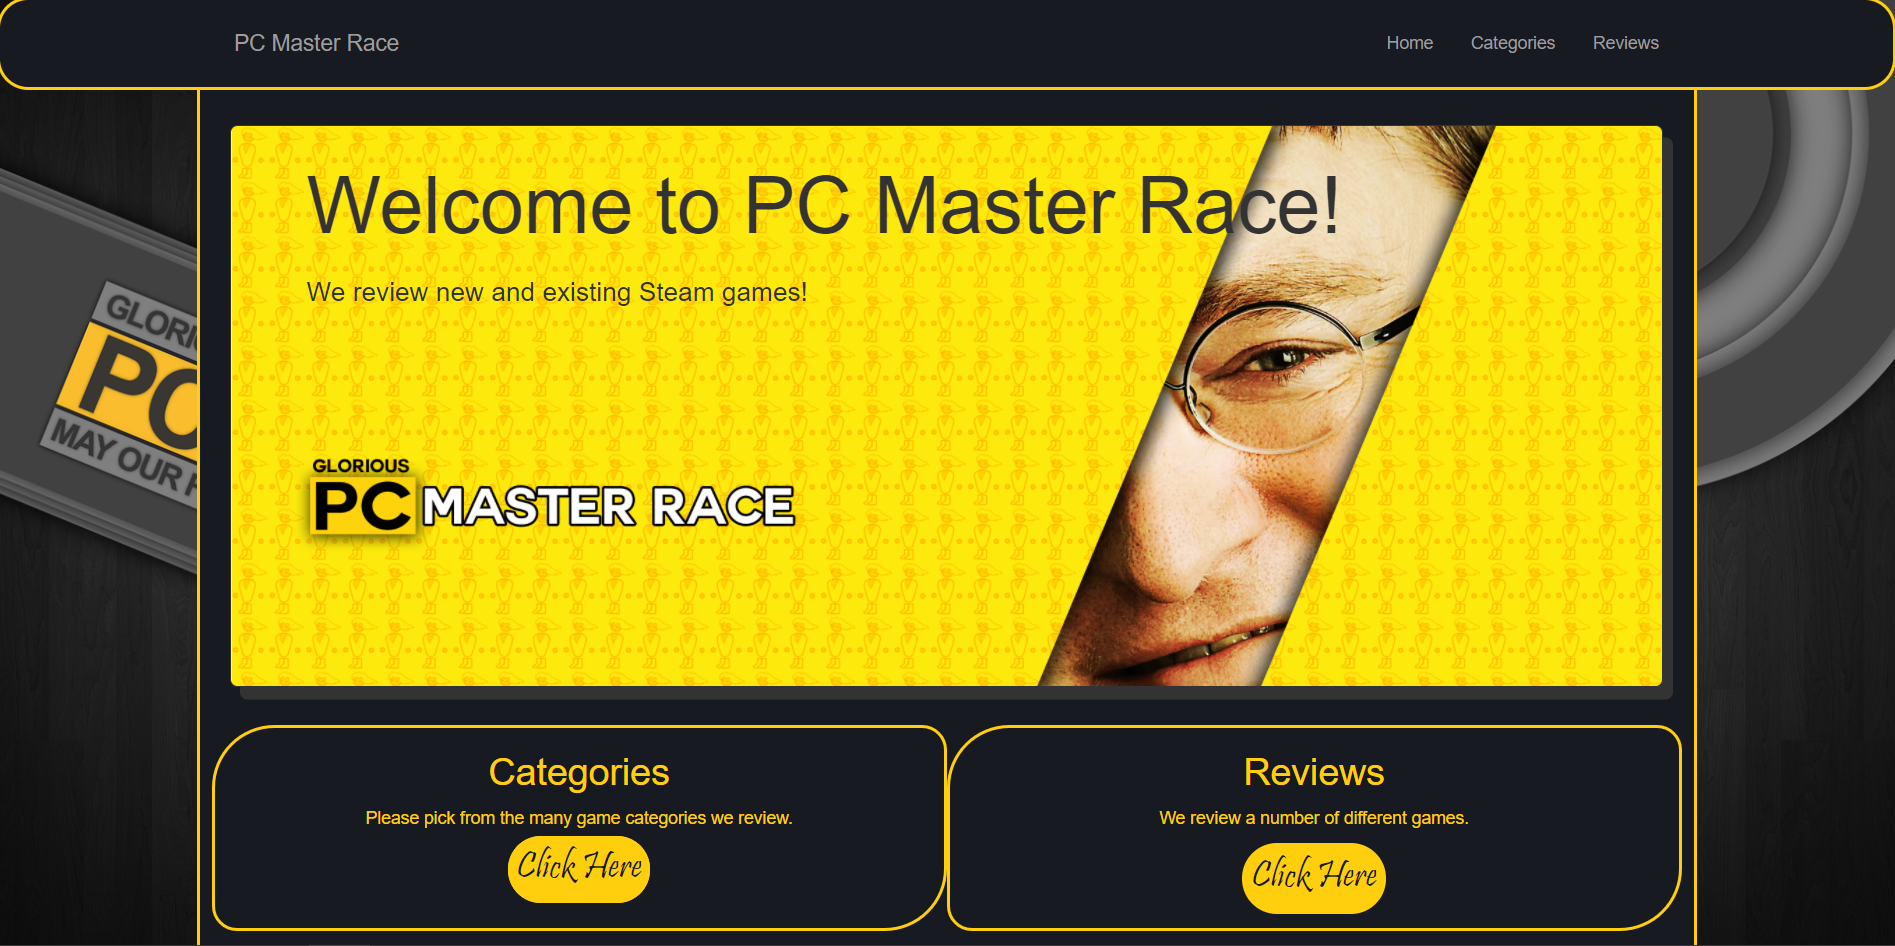 PC Master Race
Home Categories Reviews
Welcome to PC Master Race!
We review new and existing Steam games!
GLORIOUS
PC MASTER RACE
PC
MAY OUR
Categories
Please pick from the many game categories we review.
Click Here
Reviews
We review a number of different games.
Click Here